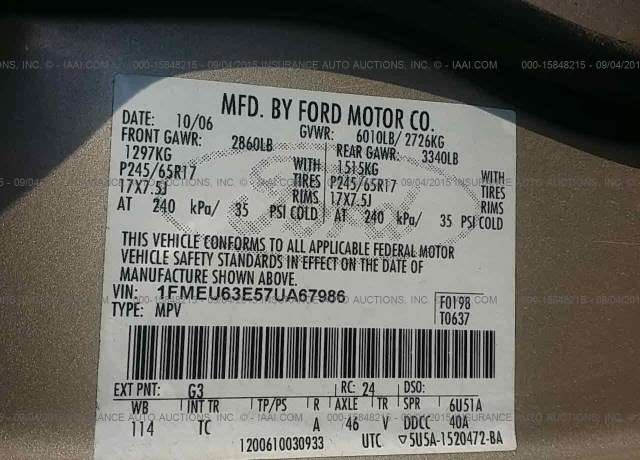 000-15848215 - 09/04/2015 INSURANCE AUTO AUCTIONS, INC. © - IAAI.COM
MFD. BY FORD MOTOR CO.
DATE: 10/06 GVWR: 6010LB/ 2726KG
FRONT GAWR: 2860LB REAR GAWR: 3340LB
1297KG WITH 1515KG WITH
P245/65R17 TIRES P245/65R17 TIRES
17X7.5J RIMS 17X7.5J RIMS
AT 240 kPa/ 35 PSI COLD AT 240 kPa/ 35 PSI COLD
THIS VEHICLE CONFORMS TO ALL APPLICABLE FEDERAL MOTOR
VEHICLE SAFETY STANDARDS IN EFFECT ON THE DATE OF
MANUFACTURE SHOWN ABOVE.
VIN: 1FMEU63E57UA67986 F0198
TYPE: MPV T0637
EXT PNT: G3 RC: 24 DSO:
WB INT TR TP/PS R AXLE TR SPR 6U51A
114 TC A 46 V DDCC 40A
1200610030933 UTC ▽5U5A-1520472-BA